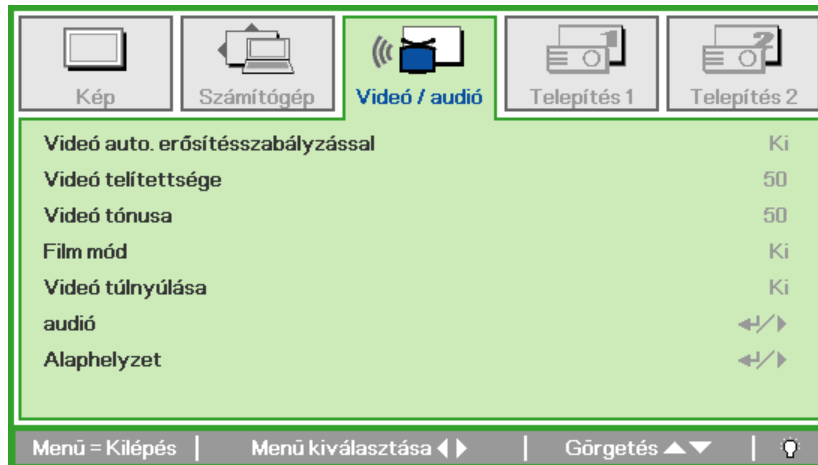 Kép
Számítógép
Videó / audió
Telepítés 1
Telepítés 2
Videó auto. erősítésszabályzással Ki
Videó telítettsége 50
Videó tónusa 50
Film mód Ki
Videó túlnyúlása Ki
audió
Alaphelyzet
Menü = Kilépés | Menü kiválasztása | Görgetés |